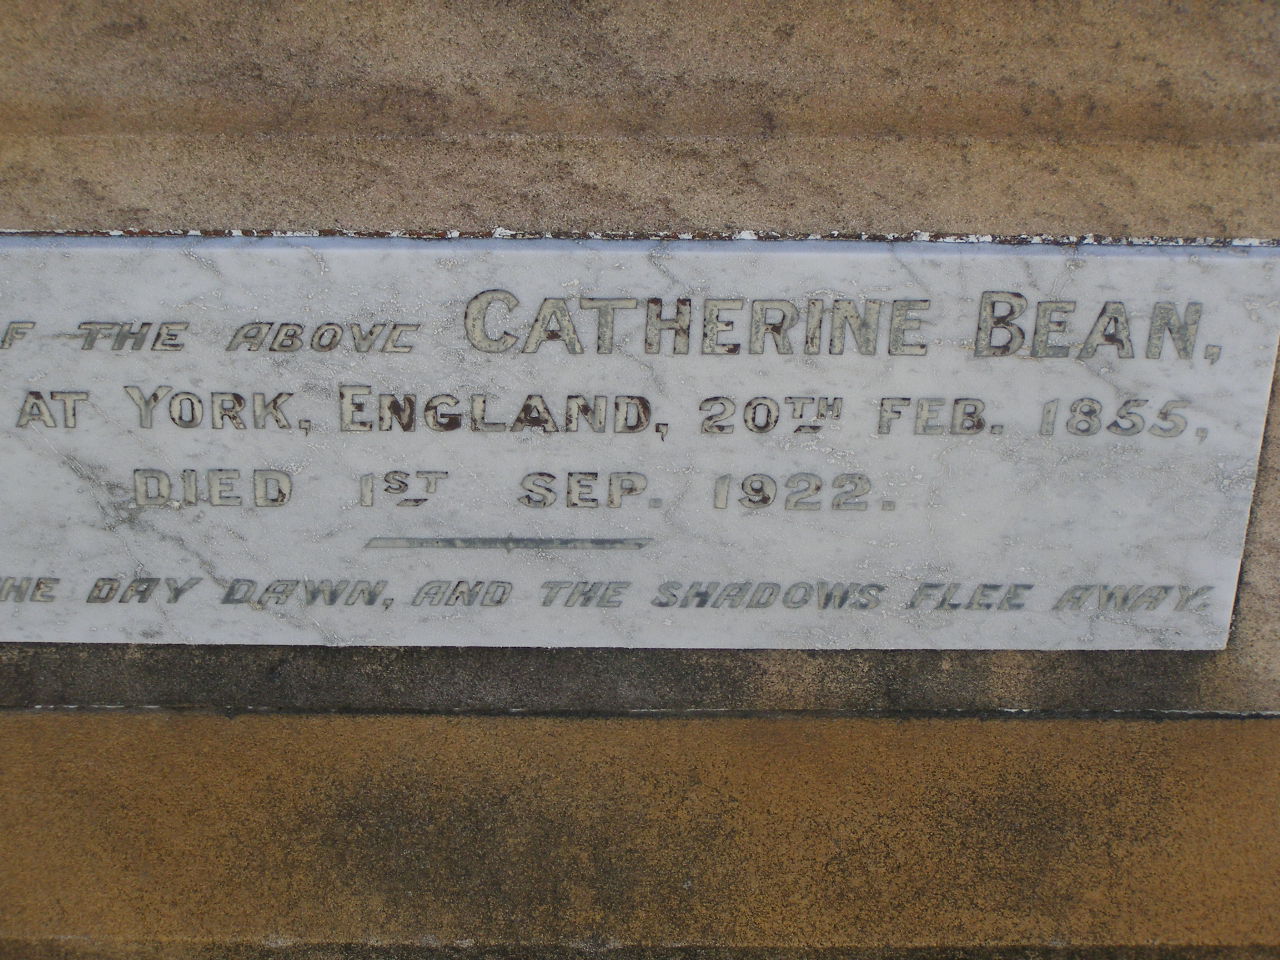 F THE ABOVE CATHERINE BEAN,
AT YORK, ENGLAND, 20TH FEB. 1855,
DIED 1ST SEP. 1922.
HE DAY DAWN, AND THE SHADOWS FLEE AWAY.